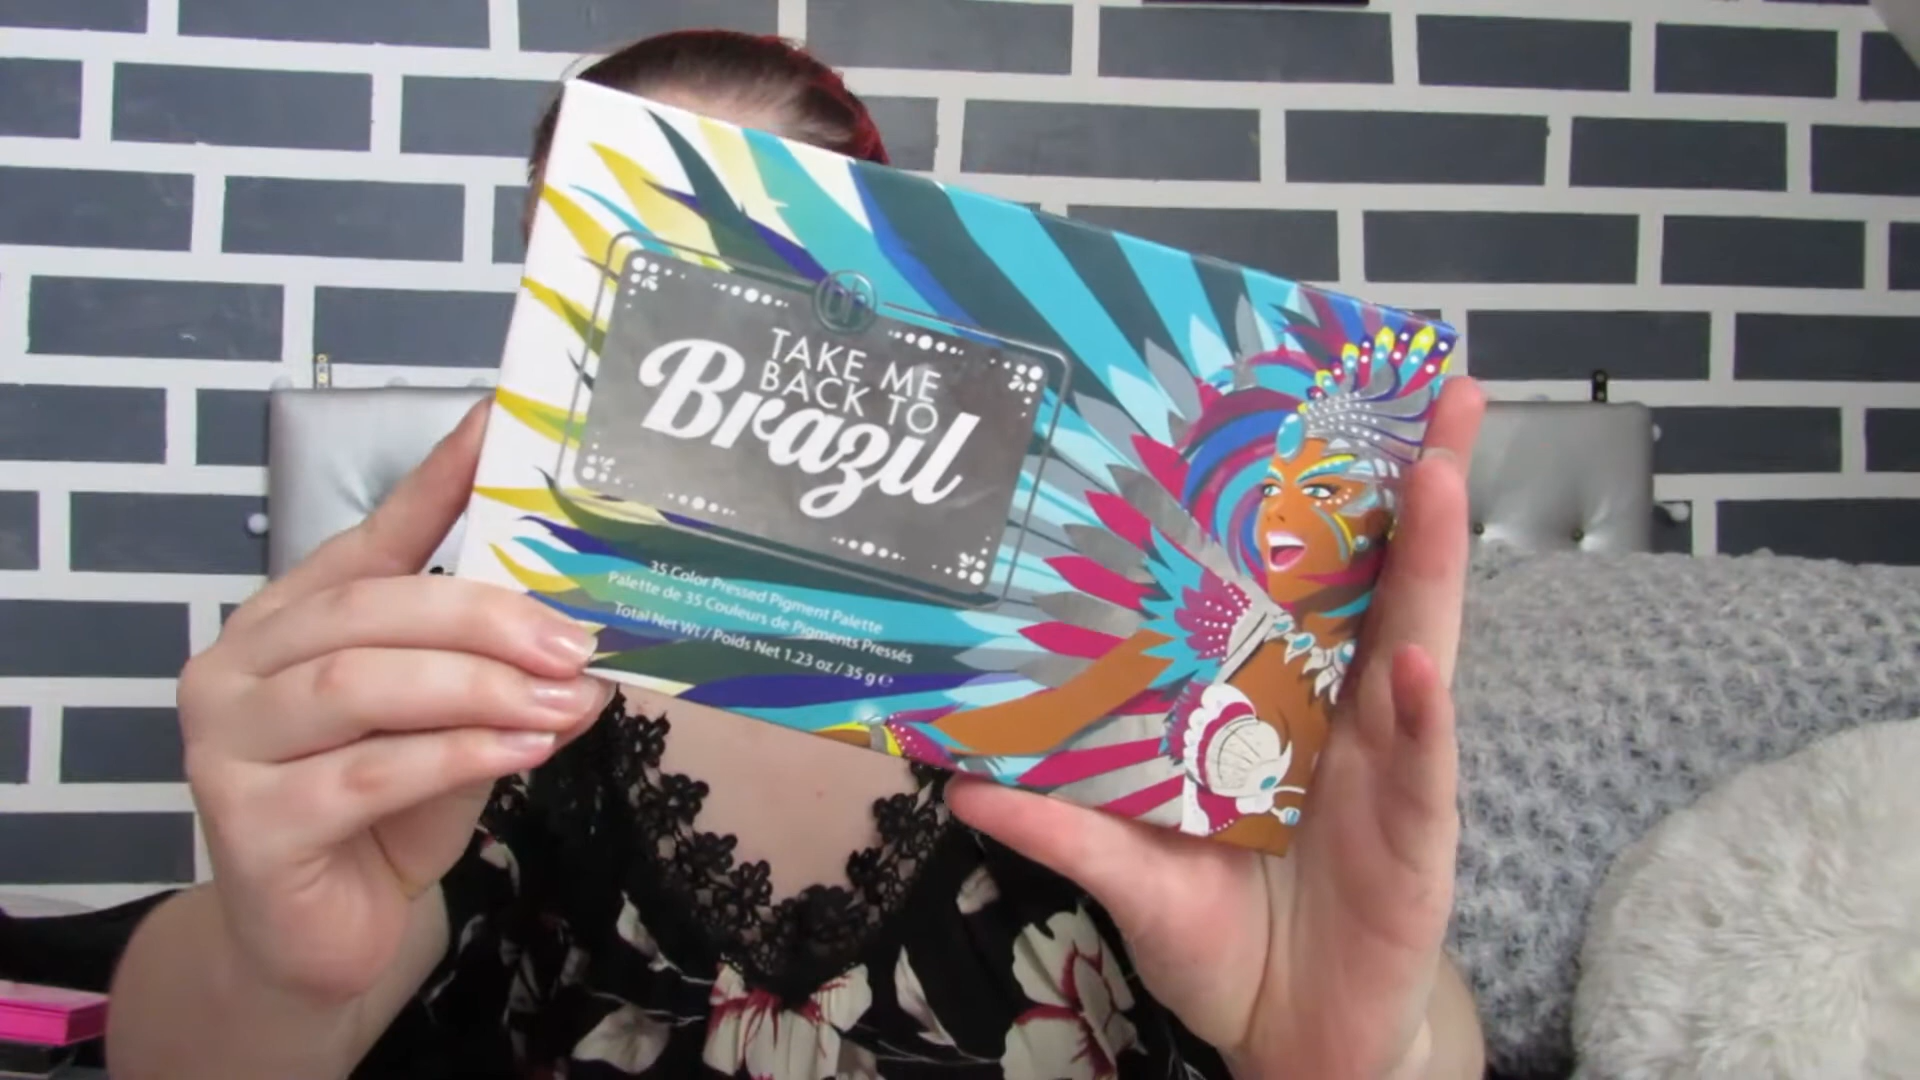 bh
TAKE ME
BACK TO
Brazil
35 Color Pressed Pigment Palette
Palette de 35 Couleurs de Pigments Pressés
Total Net Wt / Poids Net 1.23 oz / 35 g ℮